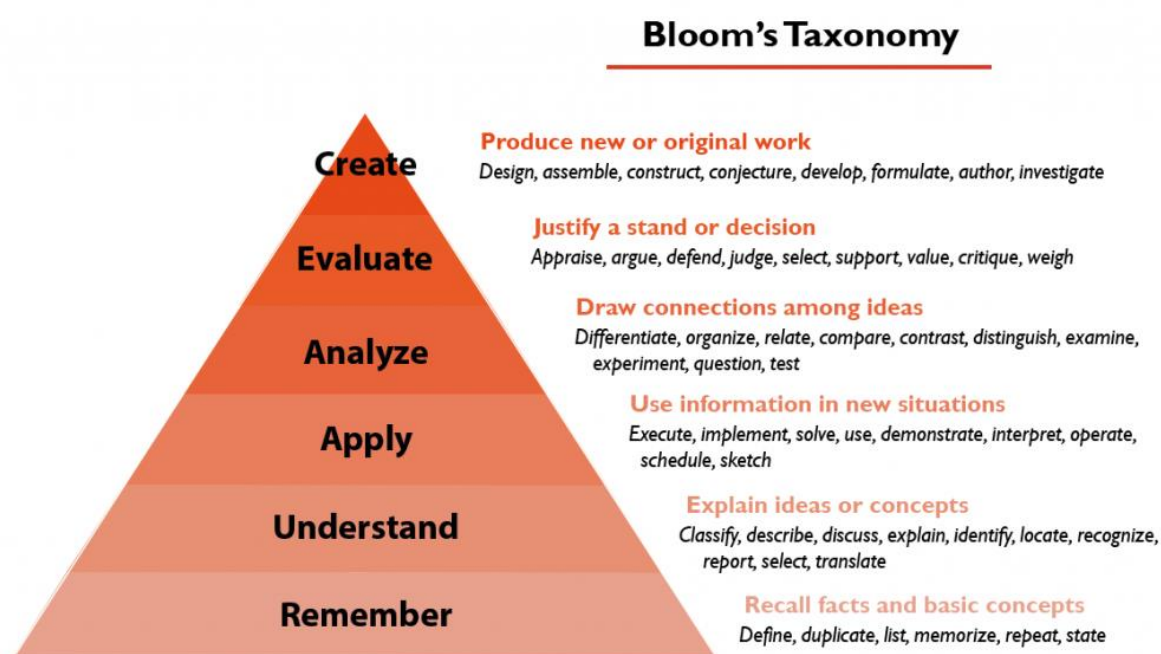 Bloom's Taxonomy
Create
Produce new or original work
Design, assemble, construct, conjecture, develop, formulate, author, investigate
Evaluate
Justify a stand or decision
Appraise, argue, defend, judge, select, support, value, critique, weigh
Analyze
Draw connections among ideas
Differentiate, organize, relate, compare, contrast, distinguish, examine,
experiment, question, test
Apply
Use information in new situations
Execute, implement, solve, use, demonstrate, interpret, operate,
schedule, sketch
Understand
Explain ideas or concepts
Classify, describe, discuss, explain, identify, locate, recognize,
report, select, translate
Remember
Recall facts and basic concepts
Define, duplicate, list, memorize, repeat, state